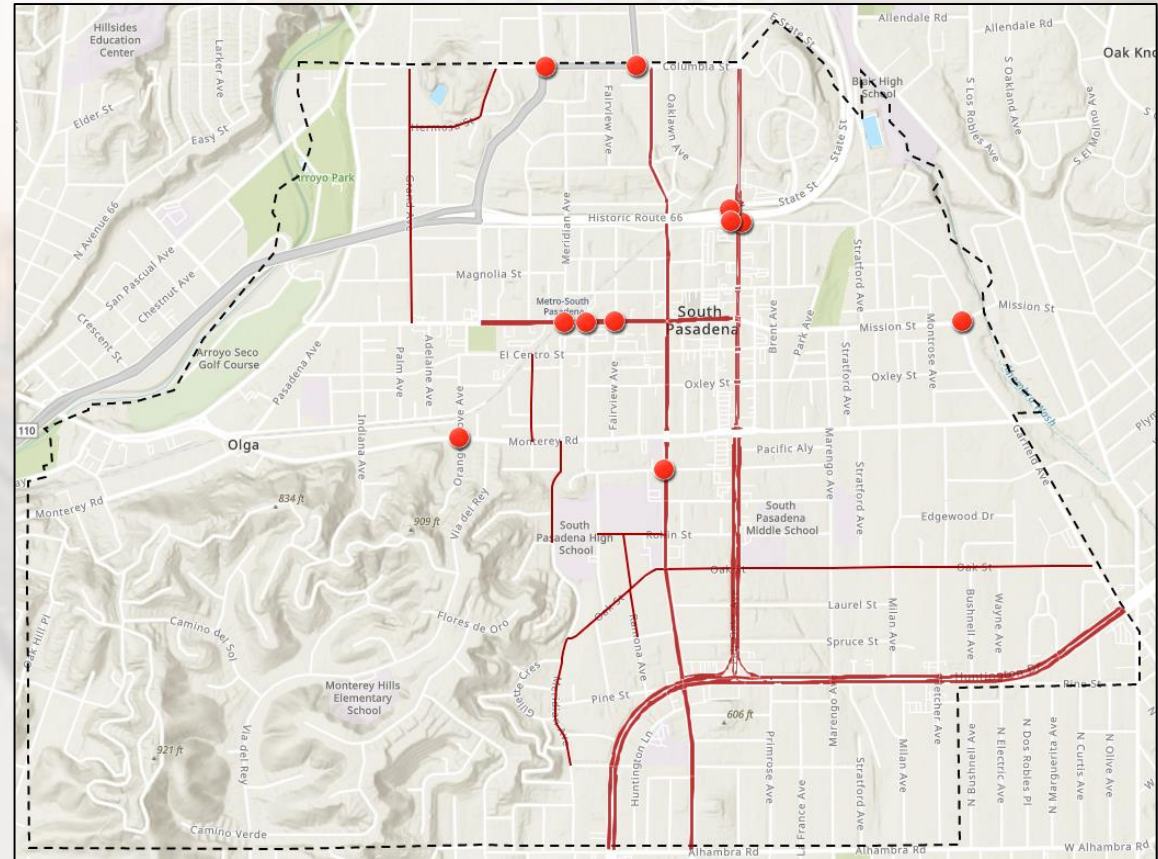 Hillsides
Education
Center
Larker Ave
Elder St
Easy St
N Avenue 66
Arroyo Park
San Pascual Ave
Chestnut Ave
Crescent St
Arroyo Seco
Golf Course
Pasadena Ave
110
Olga
Indiana Ave
Palm Ave
Adelaine Ave
Grand Ave
Hermosa St
Columbia St
Fairview Ave
Oaklawn Ave
E State St
State St
State St
Allendale Rd
Allendale Rd
Oak Kno
Blair High
School
S Los Robles Ave
S Oakland Ave
S El Molino Ave
Meridian Ave
Historic Route 66
Magnolia St
Metro-South
Pasadena
South
Pasadena
El Centro St
Fairview Ave
Oxley St
Oxley St
Brent Ave
Park Ave
Stratford Ave
Stratford Ave
Mission St
Mission St
Montrose Ave
Monterey Rd
Monterey Rd
Pacific Aly
Marengo Ave
Stratford Ave
Garfield Ave
834 ft
909 ft
Via del Rey
South
Pasadena High
School
South
Pasadena
Middle School
Rollin St
Edgewood Dr
Oak St
Oak St
Oak St
Laurel St
Spruce St
Milan Ave
Bushnell Ave
Wayne Ave
Ramona Ave
Flores de Oro
Camino del Sol
Oak Hill Pl
Gillette Cres
Pine St
Pine St
Monterey Hills
Elementary
School
606 ft
921 ft
Via del Rey
Huntington Ln
Primrose Ave
La France Ave
Marengo A
Stratford Ave
Milan Ave
letcher Ave
N Bushnell Ave
N Electric Ave
N Dos Robles Pl
N Marguerita Ave
N Curtis Ave
N Olive Ave
Camino Verde
Alhambra Rd
Alhambra Rd
W Alhambra Rd